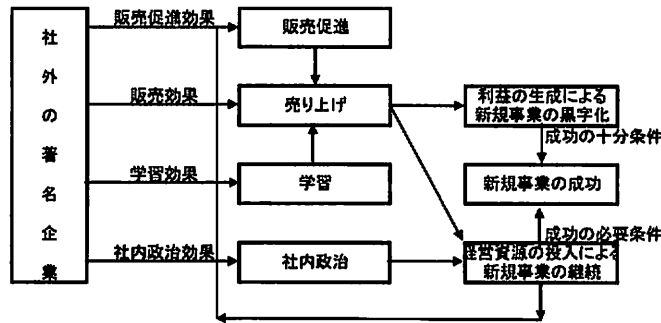 社外の著名企業
販売促進効果
販売促進
販売効果
売り上げ
利益の生成による
新規事業の黒字化
成功の十分条件
学習効果
学習
新規事業の成功
成功の必要条件
社内政治効果
社内政治
経営資源の投入による
新規事業の継続